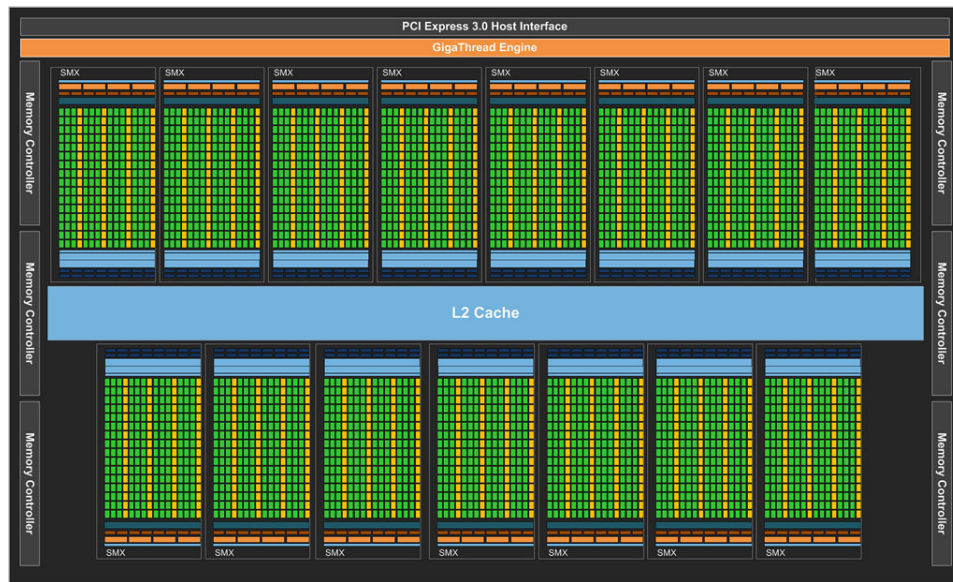 PCI Express 3.0 Host Interface
GigaThread Engine
Memory Controller
SMX
SMX
SMX
SMX
SMX
SMX
SMX
SMX
Memory Controller
Memory Controller
L2 Cache
Memory Controller
Memory Controller
SMX
SMX
SMX
SMX
SMX
SMX
SMX
Memory Controller